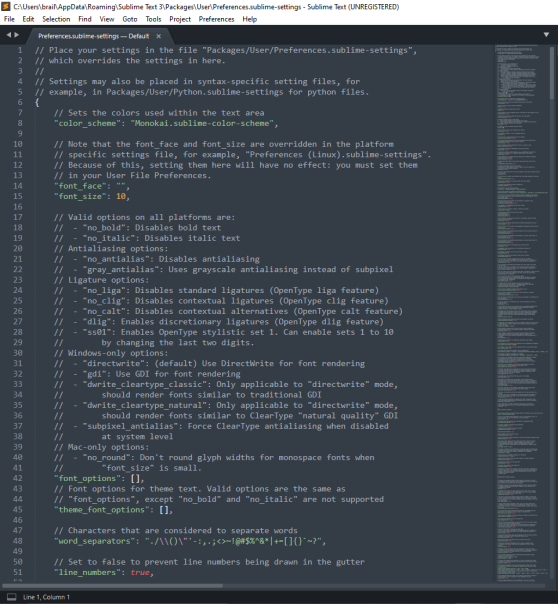 C:\Users\brail\AppData\Roaming\Sublime Text 3\Packages\User\Preferences.sublime-settings - Sublime Text (UNREGISTERED)
File Edit Selection Find View Goto Tools Project Preferences Help
Preferences.sublime-settings — Default ×
1 // Place your settings in the file "Packages/User/Preferences.sublime-settings",
2 // which overrides the settings in here.
3 //
4 // Settings may also be placed in syntax-specific setting files, for
5 // example, in Packages/User/Python.sublime-settings for python files.
6 {
7 // Sets the colors used within the text area
8 "color_scheme": "Monokai.sublime-color-scheme",
9
10 // Note that the font_face and font_size are overridden in the platform
11 // specific settings file, for example, "Preferences (Linux).sublime-settings".
12 // Because of this, setting them here will have no effect: you must set them
13 // in your User File Preferences.
14 "font_face": "",
15 "font_size": 10,
16
17 // Valid options on all platforms are:
18 //  - "no_bold": Disables bold text
19 //  - "no_italic": Disables italic text
20 // Antialiasing options:
21 //  - "no_antialias": Disables antialiasing
22 //  - "gray_antialias": Uses grayscale antialiasing instead of subpixel
23 // Ligature options:
24 //  - "no_liga": Disables standard ligatures (OpenType liga feature)
25 //  - "no_clig": Disables contextual ligatures (OpenType clig feature)
26 //  - "no_calt": Disables contextual alternatives (OpenType calt feature)
27 //  - "dlig": Enables discretionary ligatures (OpenType dlig feature)
28 //  - "ss01": Enables OpenType stylistic set 1. Can enable sets 1 to 10
29 //       by changing the last two digits.
30 // Windows-only options:
31 //  - "directwrite": (default) Use DirectWrite for font rendering
32 //  - "gdi": Use GDI for font rendering
33 //  - "dwrite_cleartype_classic": Only applicable to "directwrite" mode,
34 //       should render fonts similar to traditional GDI
35 //  - "dwrite_cleartype_natural": Only applicable to "directwrite" mode,
36 //       should render fonts similar to ClearType "natural quality" GDI
37 //  - "subpixel_antialias": Force ClearType antialiasing when disabled
38 //       at system level
39 // Mac-only options:
40 //  - "no_round": Don't round glyph widths for monospace fonts when
41 //       "font_size" is small.
42 "font_options": [],
43 // Font options for theme text. Valid options are the same as
44 // "font_options", except "no_bold" and "no_italic" are not supported
45 "theme_font_options": [],
46
47 // Characters that are considered to separate words
48 "word_separators": "./\\()\"'-:,.;<>~!@#$%^&*|+=[]{}`~?",
49
50 // Set to false to prevent line numbers being drawn in the gutter
51 "line_numbers": true,
Line 1, Column 1